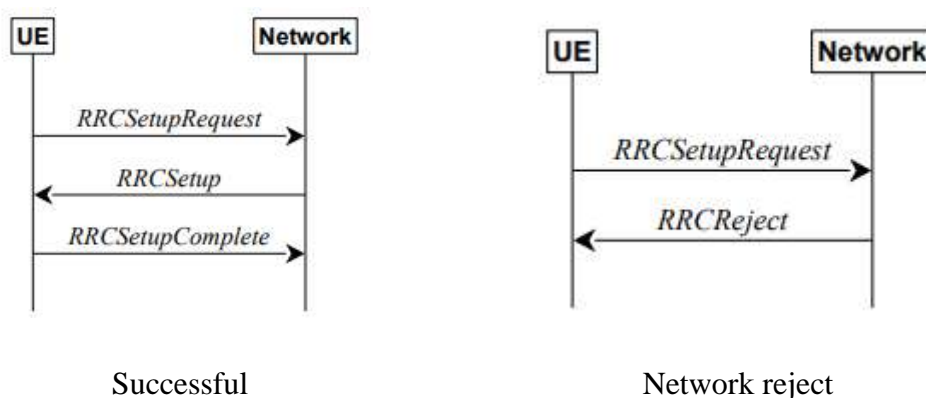 UE
Network
RRCSetupRequest
RRCSetup
RRCSetupComplete
Successful
UE
Network
RRCSetupRequest
RRCReject
Network reject